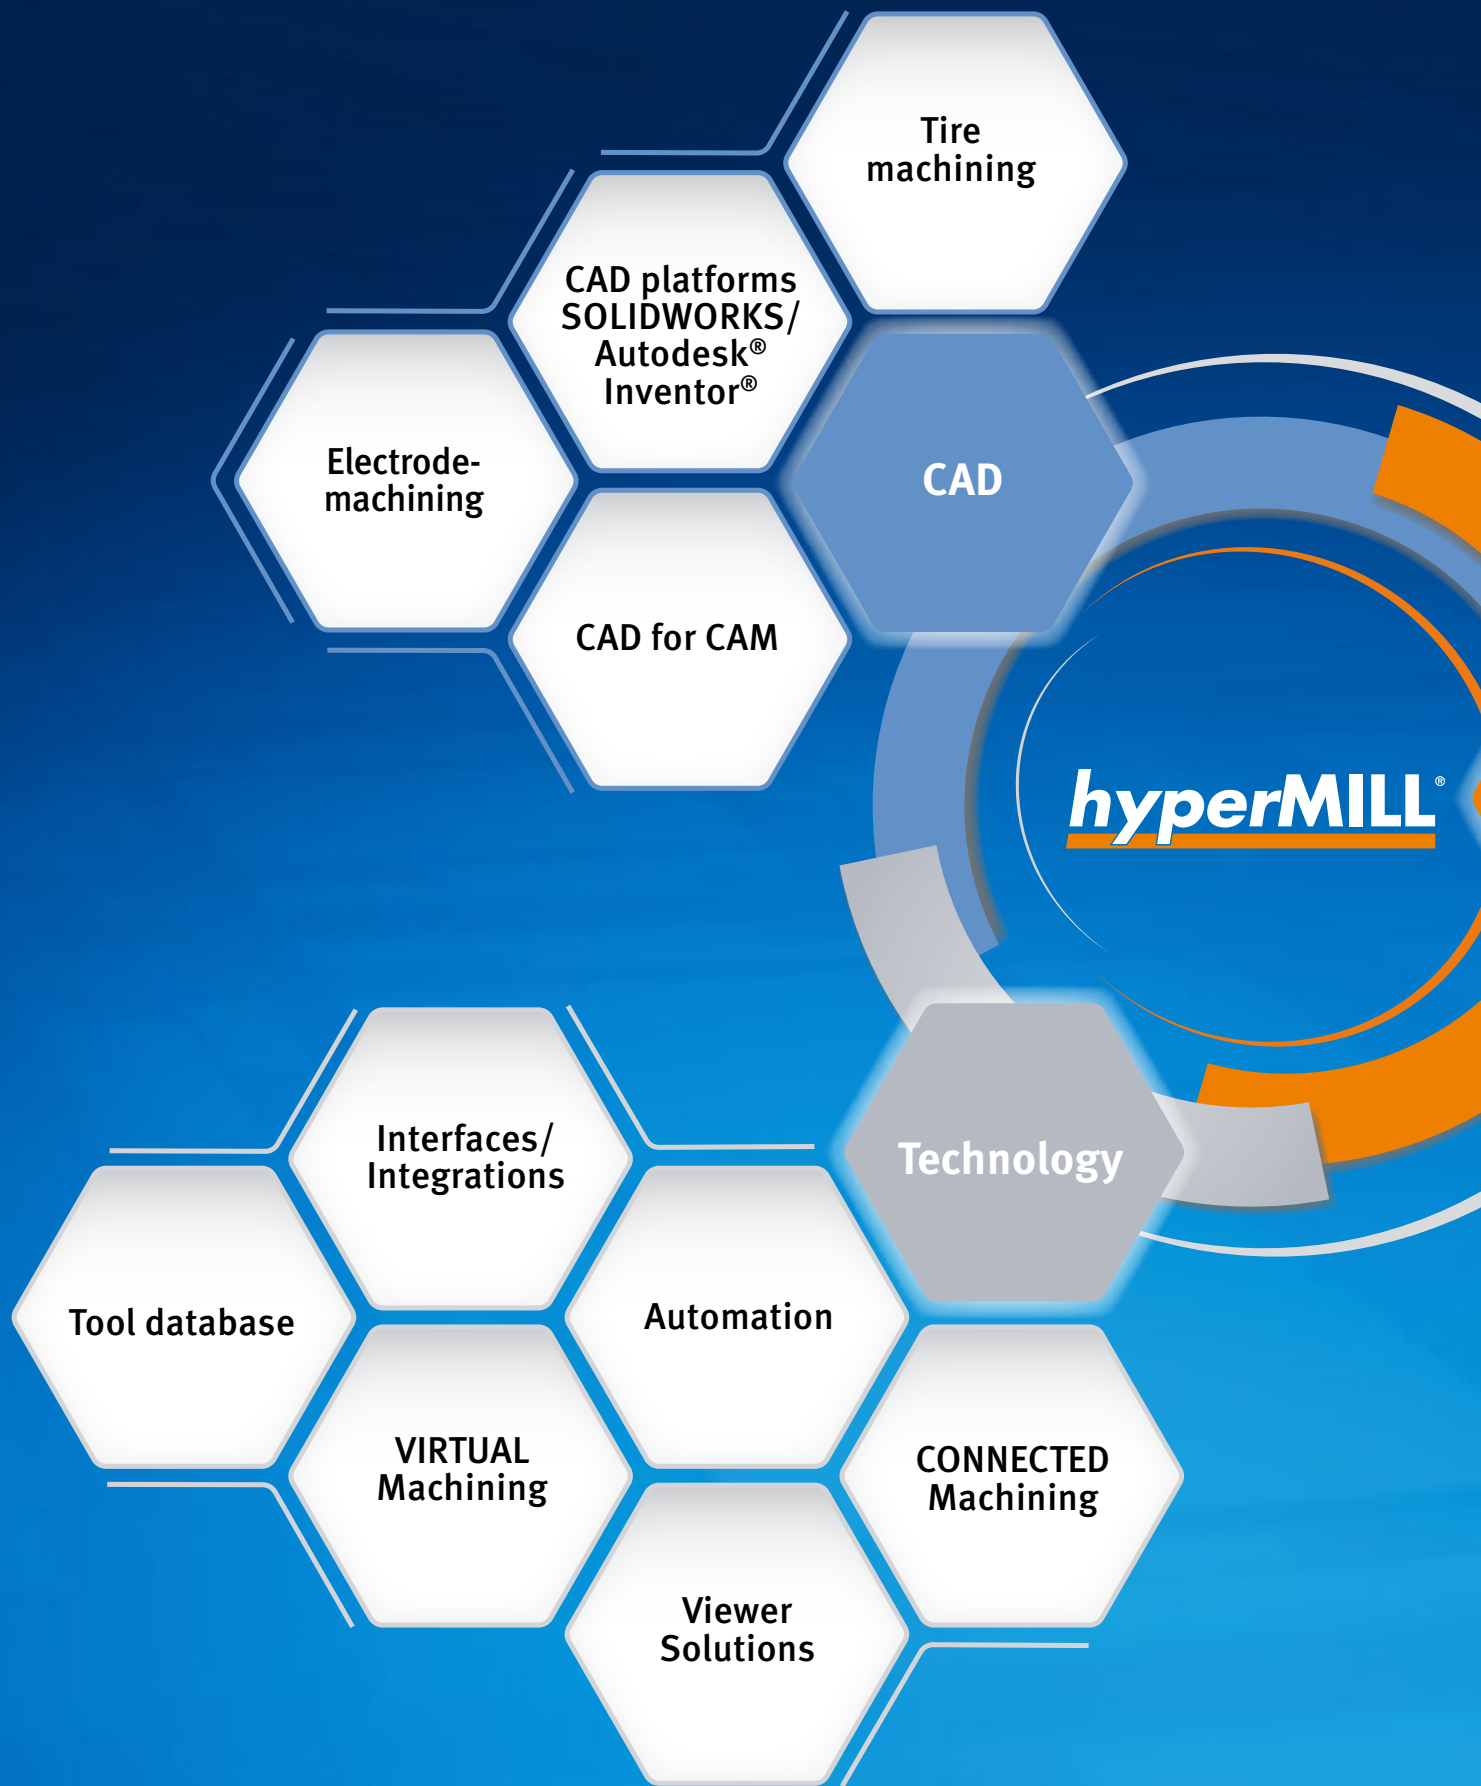 Tire
machining
CAD platforms
SOLIDWORKS/
Autodesk®
Inventor®
Electrode-
machining
CAD
CAD for CAM
hyperMILL®
Interfaces/
Integrations
Technology
Tool database
Automation
VIRTUAL
Machining
CONNECTED
Machining
Viewer
Solutions